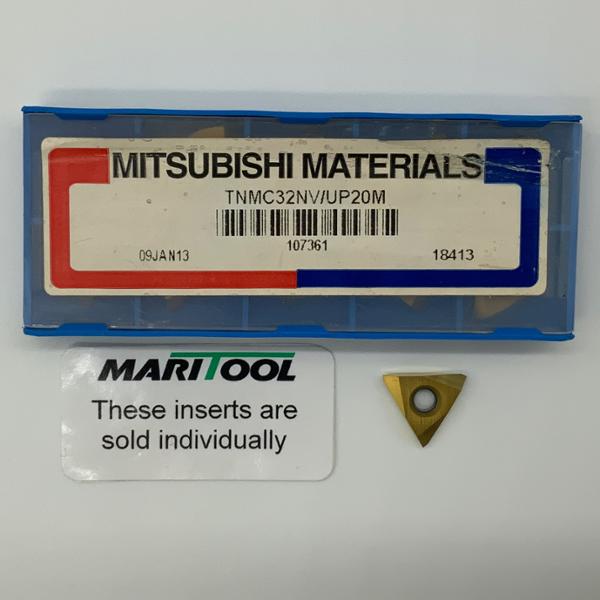 MITSUBISHI MATERIALS
TNMC32NV/UP20M
107361
09JAN13
18413
MARITOOL
These inserts are
sold individually